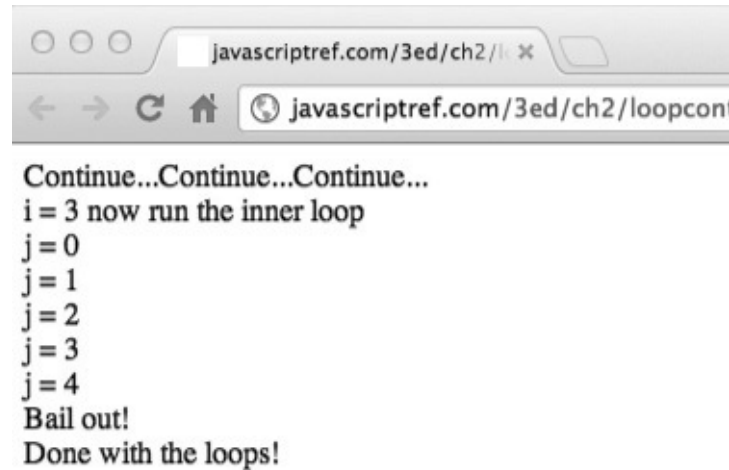 javascriptref.com/3ed/ch2/l
javascriptref.com/3ed/ch2/loopcont
Continue...Continue...Continue...
i = 3 now run the inner loop
j = 0
j = 1
j = 2
j = 3
j = 4
Bail out!
Done with the loops!